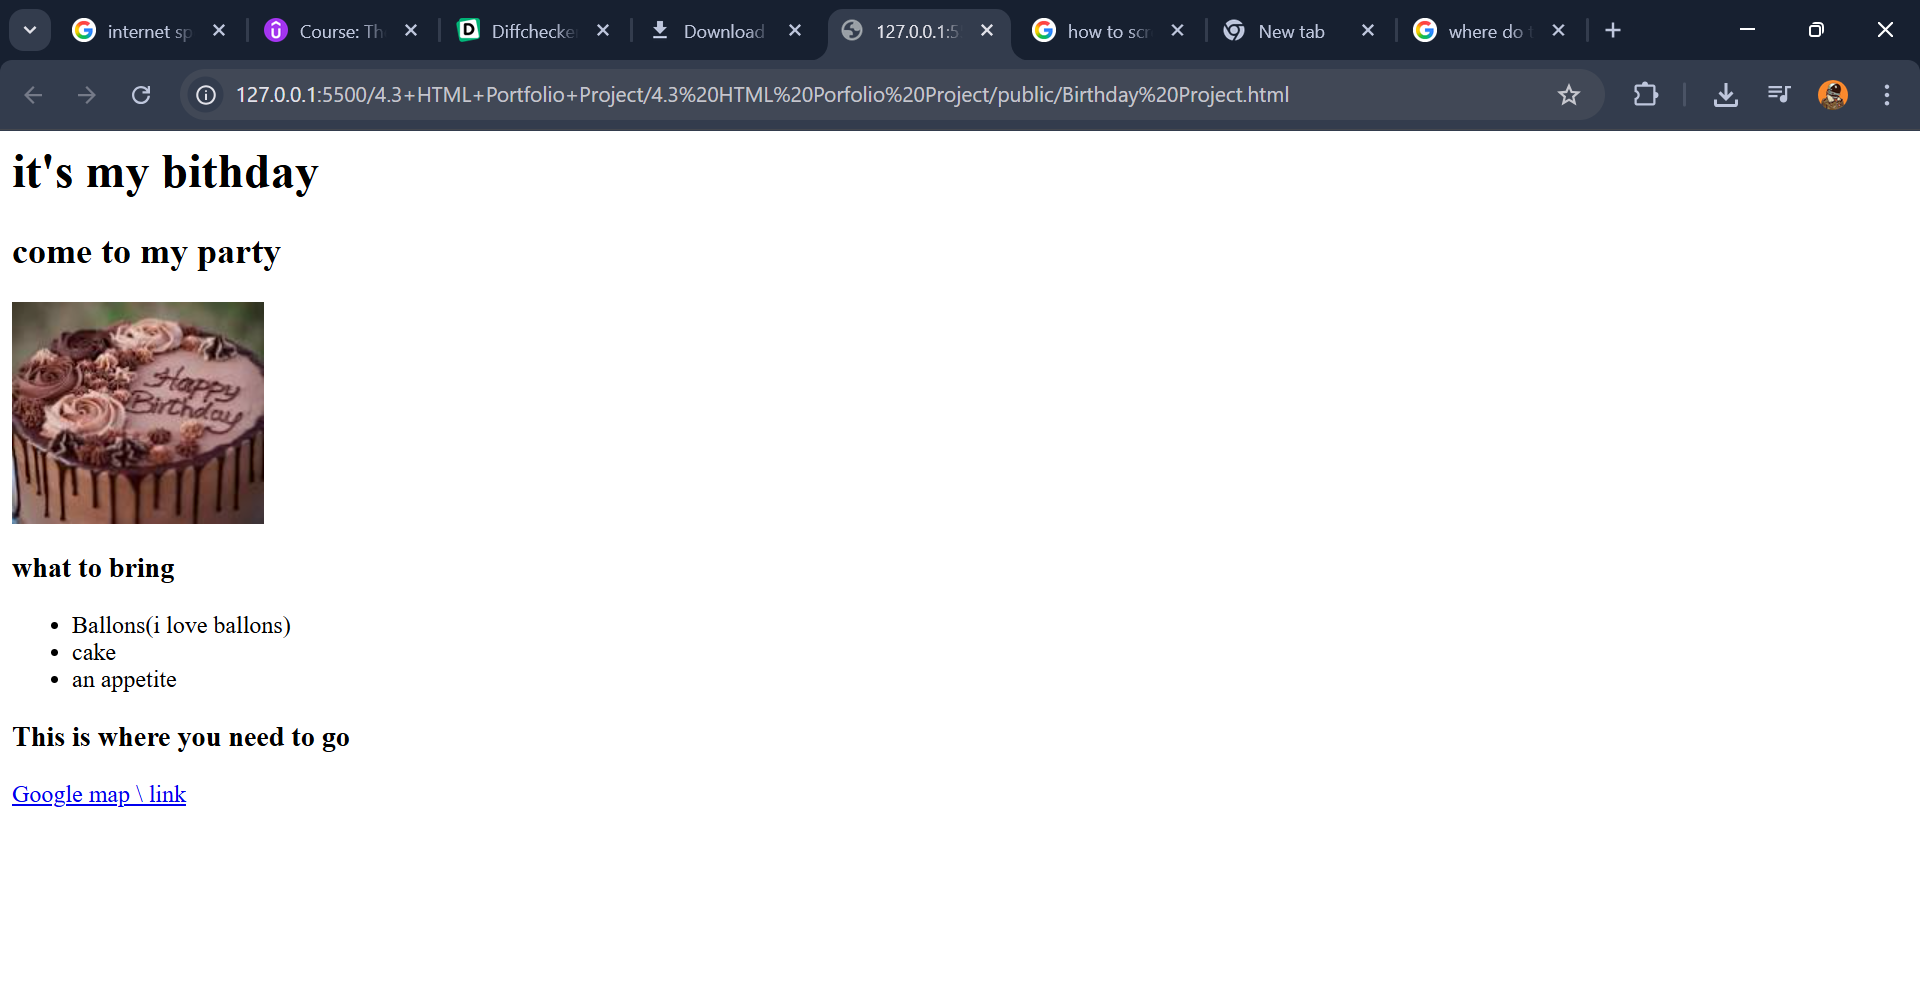 internet sp
Course: Th
Diffchecke
Download
127.0.0.1:5
how to scr
New tab
where do t
127.0.0.1:5500/4.3+HTML+Portfolio+Project/4.3%20HTML%20Porfolio%20Project/public/Birthday%20Project.html
it's my bithday
come to my party
Happy
Birthday
what to bring
• Ballons(i love ballons)
• cake
• an appetite
This is where you need to go
Google map \ link